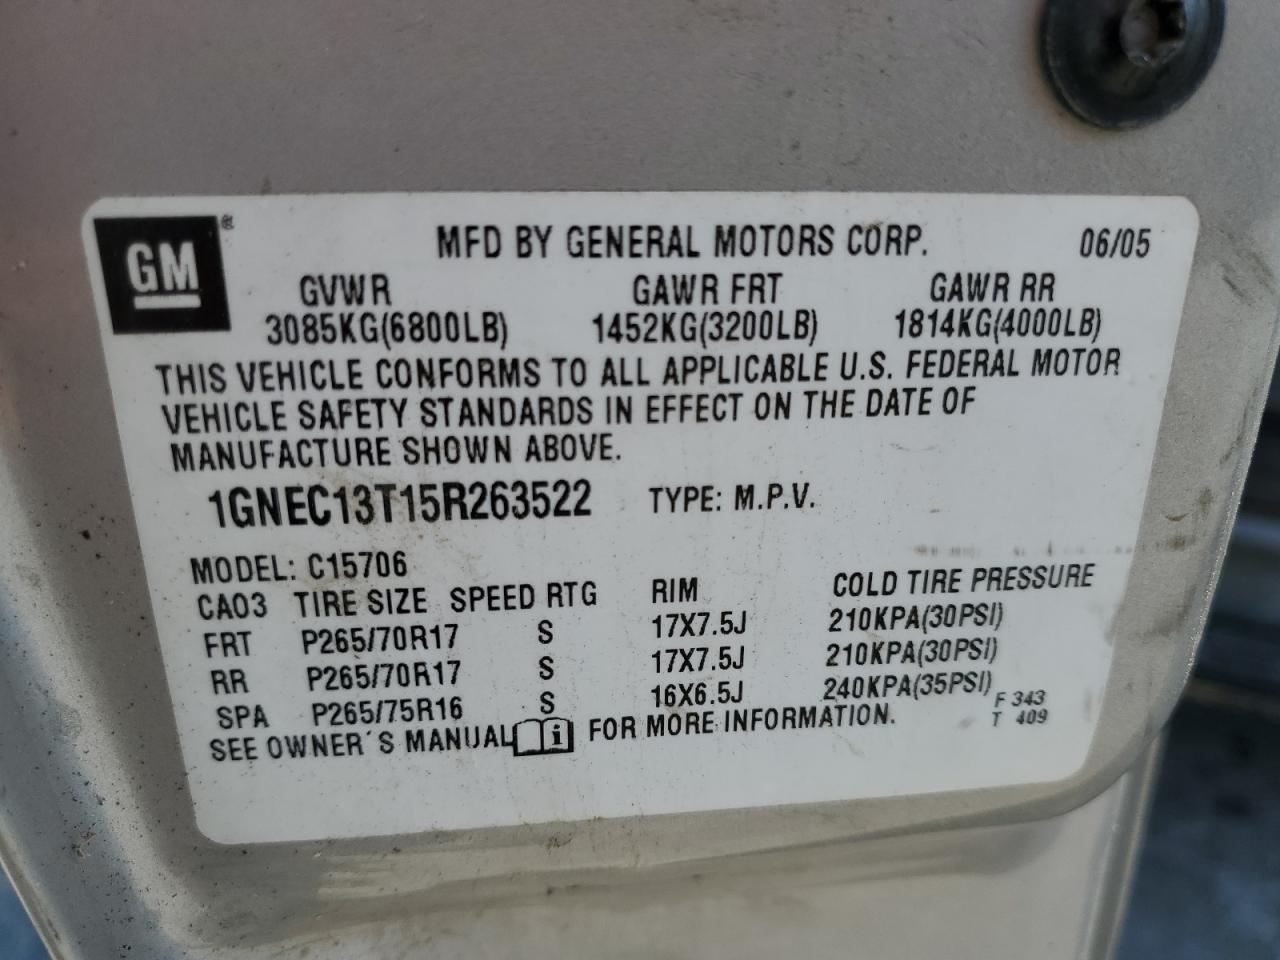 GM ®
MFD BY GENERAL MOTORS CORP. 06/05
GVWR GAWR FRT GAWR RR
3085KG(6800LB) 1452KG(3200LB) 1814KG(4000LB)
THIS VEHICLE CONFORMS TO ALL APPLICABLE U.S. FEDERAL MOTOR
VEHICLE SAFETY STANDARDS IN EFFECT ON THE DATE OF
MANUFACTURE SHOWN ABOVE.
1GNEC13T15R263522 TYPE: M.P.V.
MODEL: C15706
CA03 TIRE SIZE SPEED RTG RIM COLD TIRE PRESSURE
FRT P265/70R17 S 17X7.5J 210KPA(30PSI)
RR P265/70R17 S 17X7.5J 210KPA(30PSI)
SPA P265/75R16 S 16X6.5J 240KPA(35PSI)
SEE OWNER'S MANUAL i FOR MORE INFORMATION.
F 343
T 409